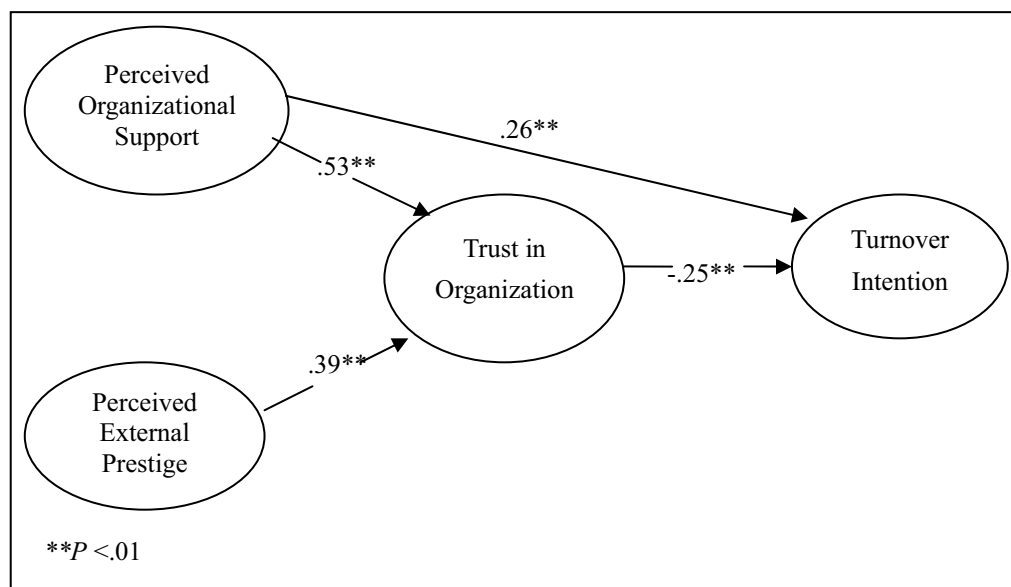 Perceived
Organizational
Support
.26**
.53**
Trust in
Organization
Turnover
Intention
-.25**
.39**
Perceived
External
Prestige
**P <.01